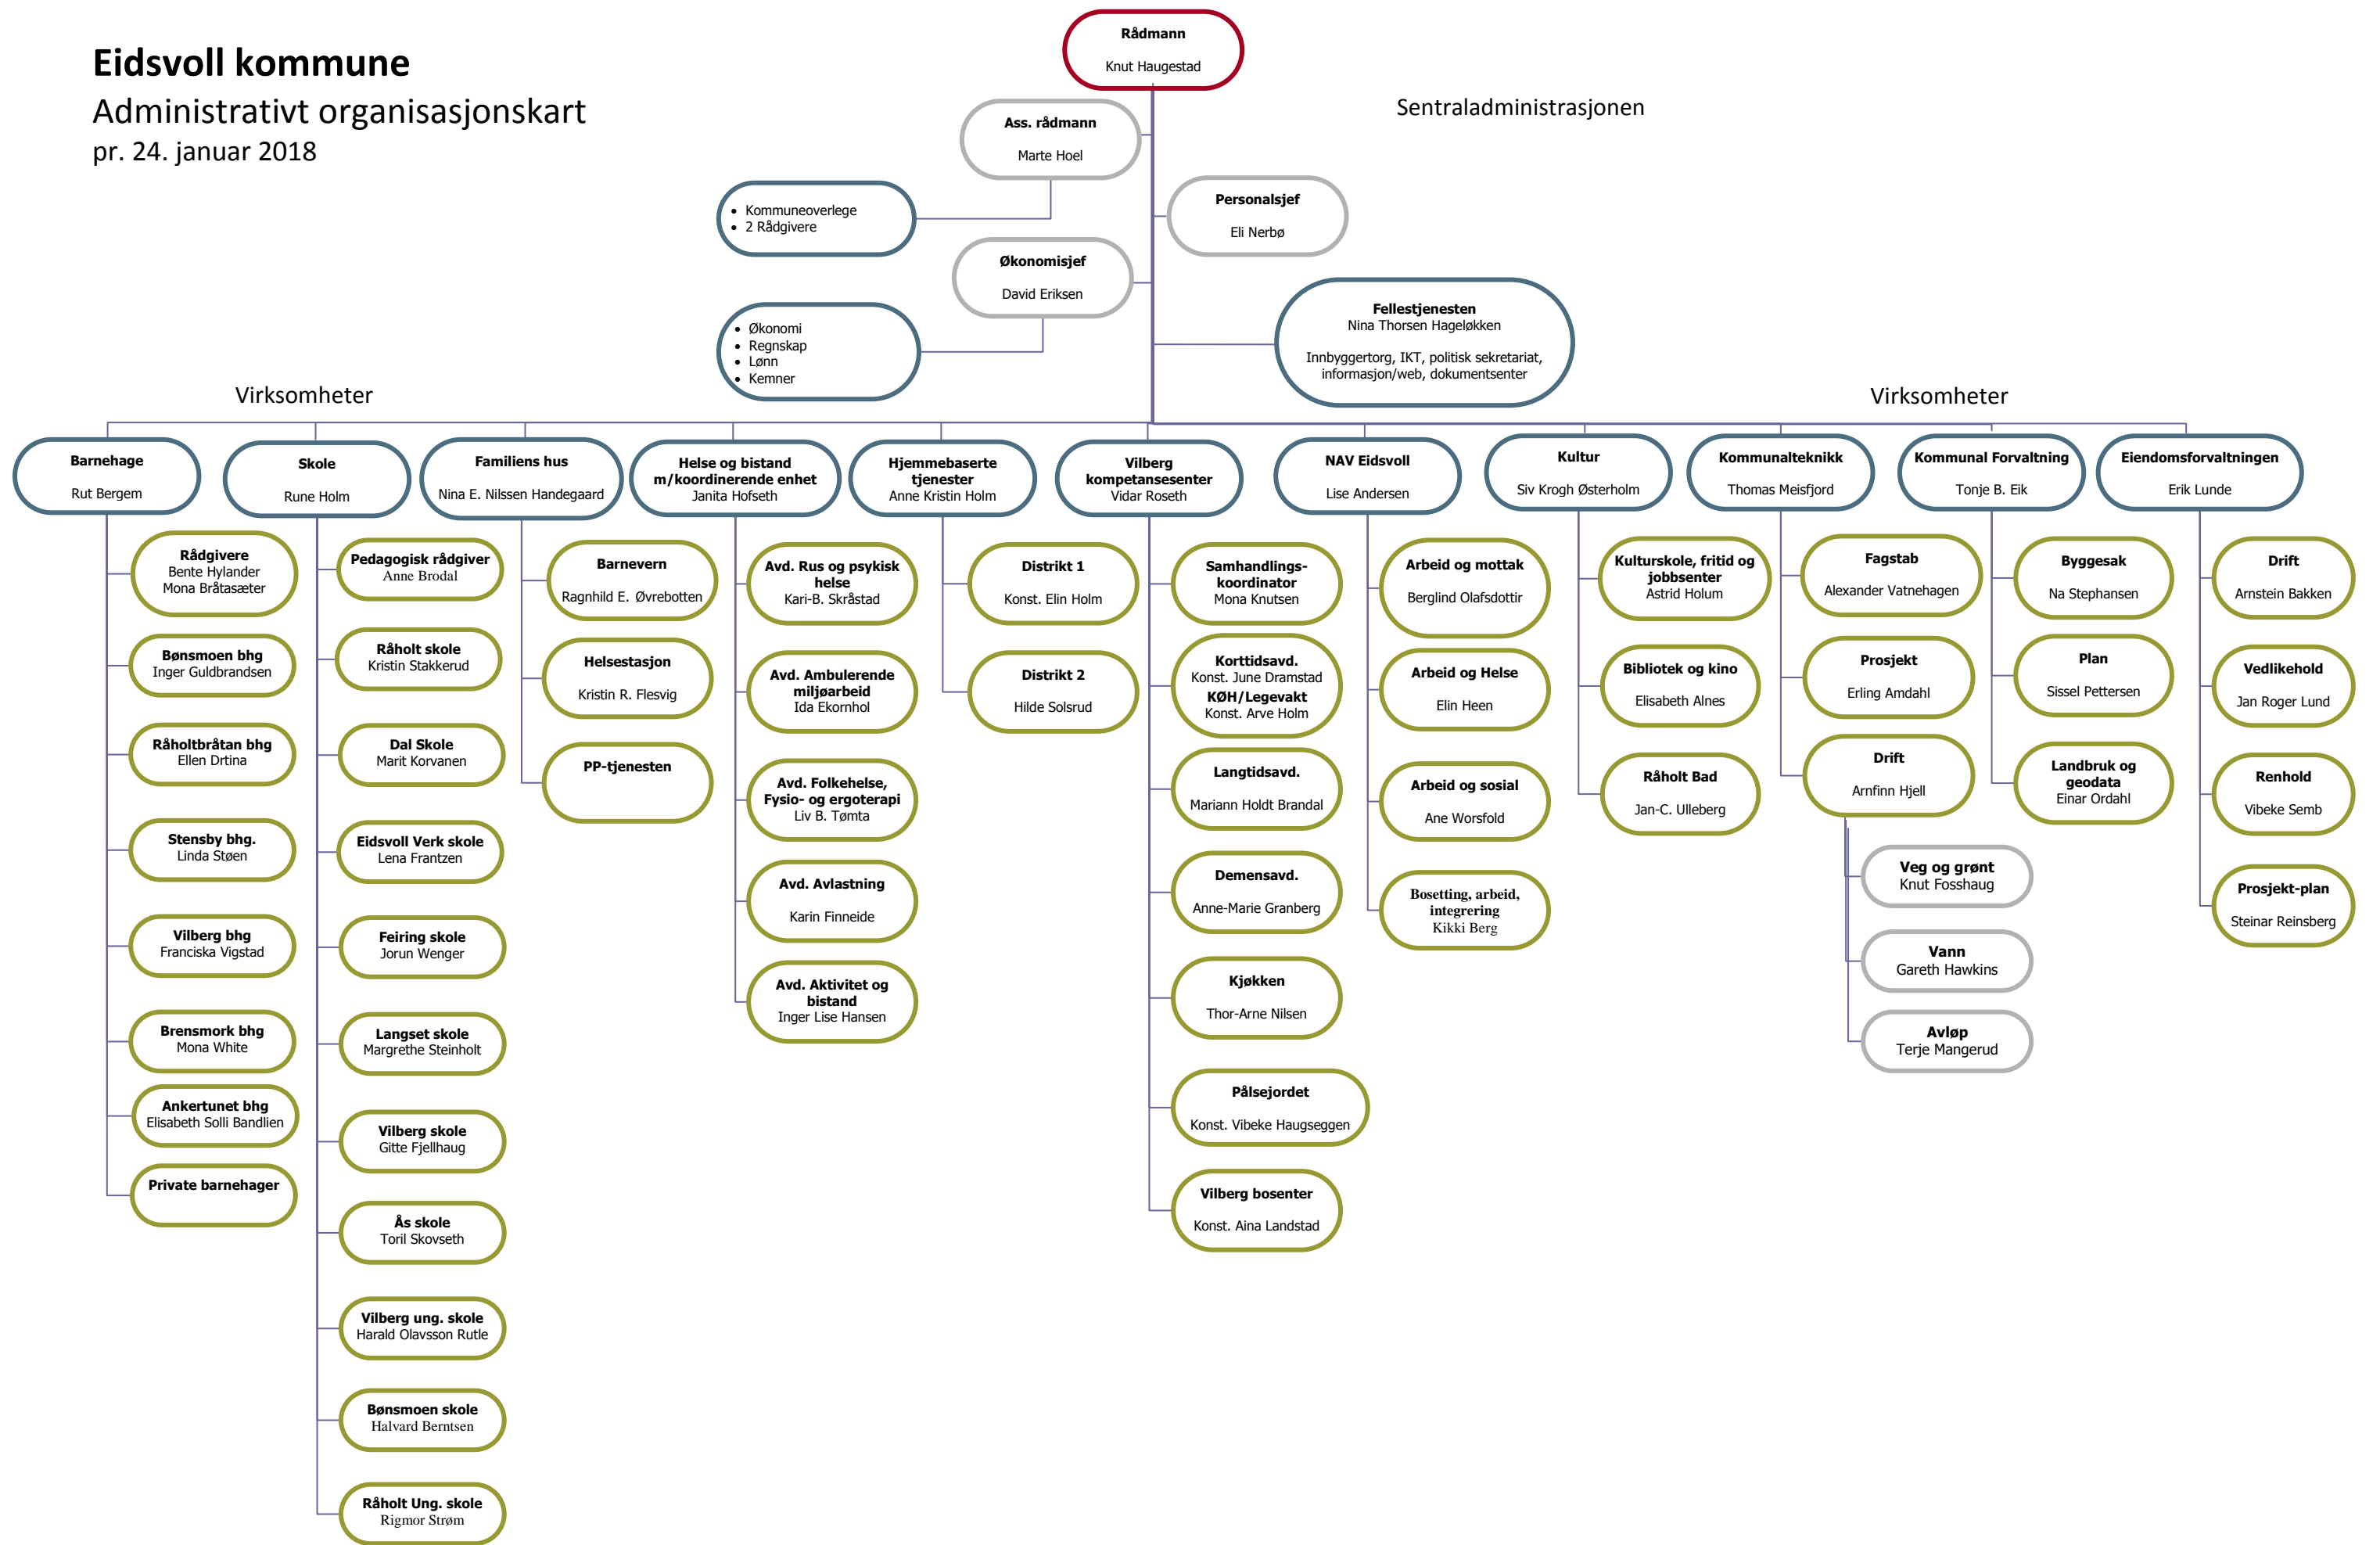 Eidsvoll kommune
Administrativt organisasjonskart
pr. 24. januar 2018
Rådmann
Knut Haugestad
Sentraladministrasjonen
Ass. rådmann
Marte Hoel
• Kommuneoverlege
• 2 Rådgivere
Personalsjef
Eli Nerbø
Økonomisjef
David Eriksen
• Økonomi
• Regnskap
• Lønn
• Kemner
Fellestjenesten
Nina Thorsen Hageløkken
Innbyggertorg, IKT, politisk sekretariat,
informasjon/web, dokumentsenter
Virksomheter
Virksomheter
Barnehage
Rut Bergem
Rådgivere
Bente Hylander
Mona Bråtasæter
Bønsmoen bhg
Inger Guldbrandsen
Råholtbråtan bhg
Ellen Drtina
Stensby bhg.
Linda Støen
Vilberg bhg
Franciska Vigstad
Brensmork bhg
Mona White
Ankertunet bhg
Elisabeth Solli Bandlien
Private barnehager
Skole
Rune Holm
Pedagogisk rådgiver
Anne Brodal
Råholt skole
Kristin Stakkerud
Dal Skole
Marit Korvanen
Eidsvoll Verk skole
Lena Frantzen
Feiring skole
Jorun Wenger
Langset skole
Margrethe Steinholt
Vilberg skole
Gitte Fjellhaug
Ås skole
Toril Skovseth
Vilberg ung. skole
Harald Olavsson Rutle
Bønsmoen skole
Halvard Berntsen
Råholt Ung. skole
Rigmor Strøm
Familiens hus
Nina E. Nilssen Handegaard
Barnevern
Ragnhild E. Øvrebotten
Helsestasjon
Kristin R. Flesvig
PP-tjenesten
Helse og bistand
m/koordinerende enhet
Janita Hofseth
Avd. Rus og psykisk
helse
Kari-B. Skråstad
Avd. Ambulerende
miljøarbeid
Ida Ekornhol
Avd. Folkehelse,
Fysio- og ergoterapi
Liv B. Tømta
Avd. Avlastning
Karin Finneide
Avd. Aktivitet og
bistand
Inger Lise Hansen
Hjemmebaserte
tjenester
Anne Kristin Holm
Distrikt 1
Konst. Elin Holm
Distrikt 2
Hilde Solsrud
Vilberg
kompetansesenter
Vidar Roseth
Samhandlings-
koordinator
Mona Knutsen
Korttidsavd.
Konst. June Dramstad
KØH/Legevakt
Konst. Arve Holm
Langtidsavd.
Mariann Holdt Brandal
Demensavd.
Anne-Marie Granberg
Kjøkken
Thor-Arne Nilsen
Pålsejordet
Konst. Vibeke Haugseggen
Vilberg bosenter
Konst. Aina Landstad
NAV Eidsvoll
Lise Andersen
Arbeid og mottak
Berglind Olafsdottir
Arbeid og Helse
Elin Heen
Arbeid og sosial
Ane Worsfold
Bosetting, arbeid,
integrering
Kikki Berg
Kultur
Siv Krogh Østerholm
Kulturskole, fritid og
jobbsenter
Astrid Holum
Bibliotek og kino
Elisabeth Alnes
Råholt Bad
Jan-C. Ulleberg
Kommunalteknikk
Thomas Meisfjord
Fagstab
Alexander Vatnehagen
Prosjekt
Erling Amdahl
Drift
Arnfinn Hjell
Veg og grønt
Knut Fosshaug
Vann
Gareth Hawkins
Avløp
Terje Mangerud
Kommunal Forvaltning
Tonje B. Eik
Byggesak
Na Stephansen
Plan
Sissel Pettersen
Landbruk og
geodata
Einar Ordahl
Eiendomsforvaltningen
Erik Lunde
Drift
Arnstein Bakken
Vedlikehold
Jan Roger Lund
Renhold
Vibeke Semb
Prosjekt-plan
Steinar Reinsberg